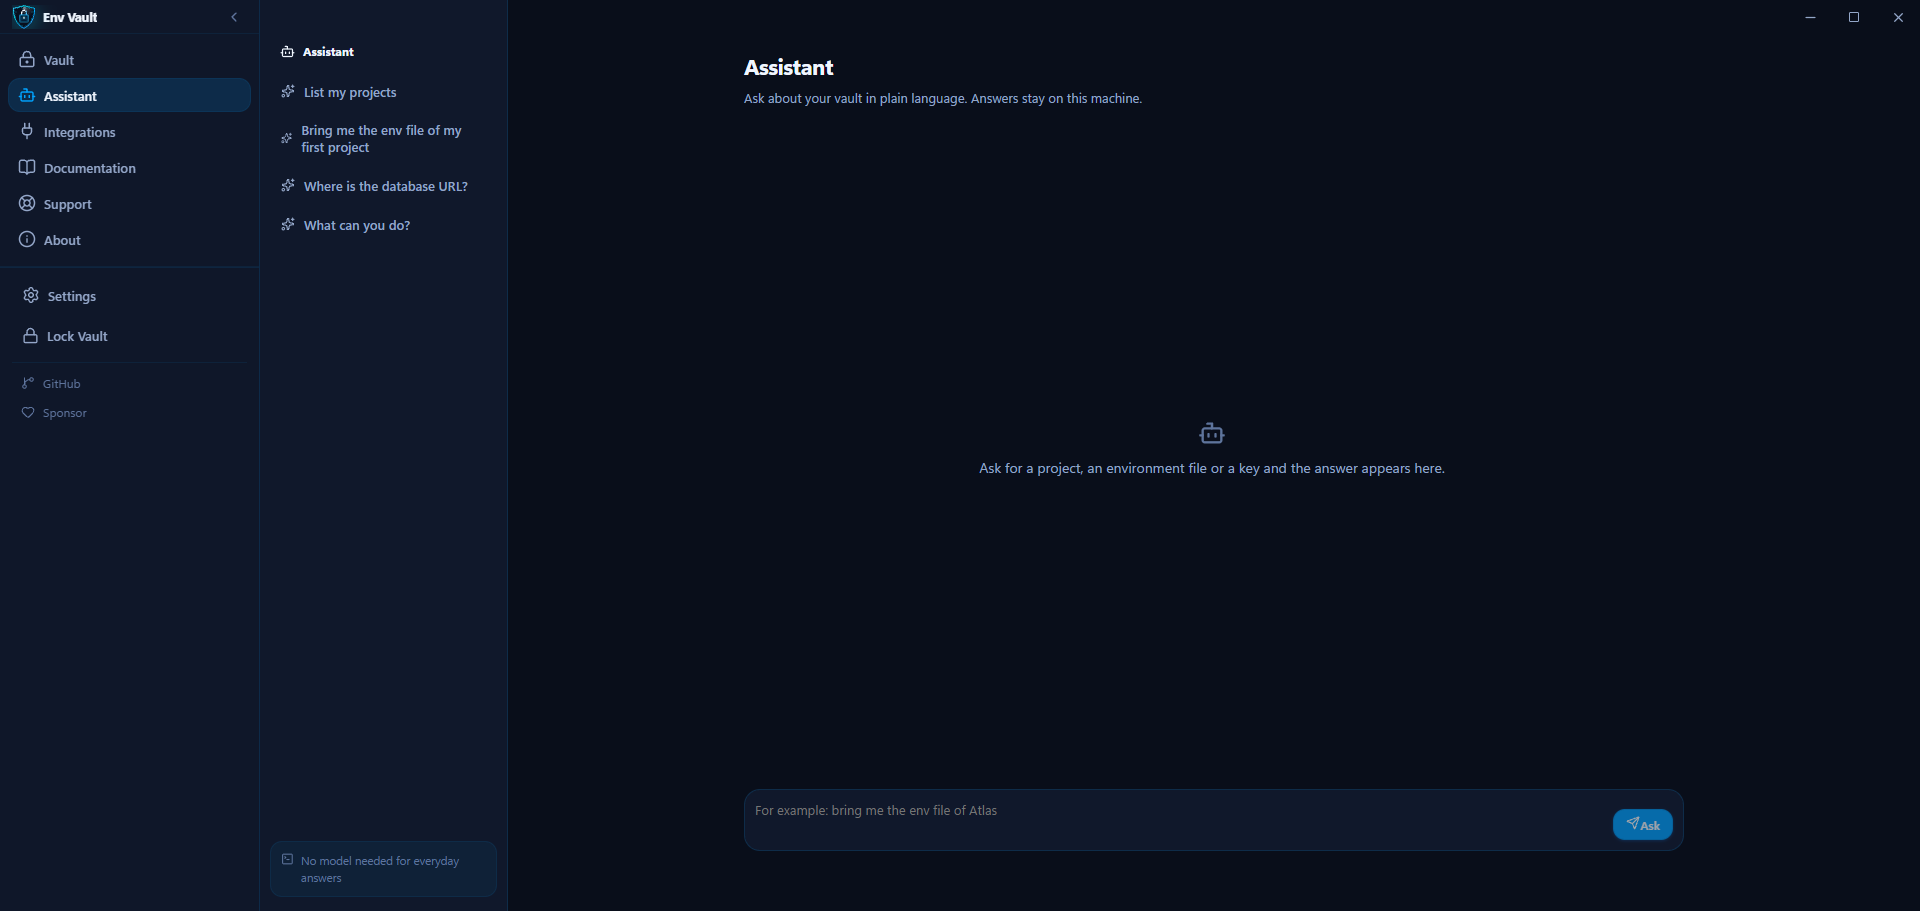 Env Vault
Vault
Assistant
Integrations
Documentation
Support
About
Settings
Lock Vault
GitHub
Sponsor
Assistant
List my projects
Bring me the env file of my
first project
Where is the database URL?
What can you do?
No model needed for everyday
answers
Assistant
Ask about your vault in plain language. Answers stay on this machine.
Ask for a project, an environment file or a key and the answer appears here.
For example: bring me the env file of Atlas
Ask